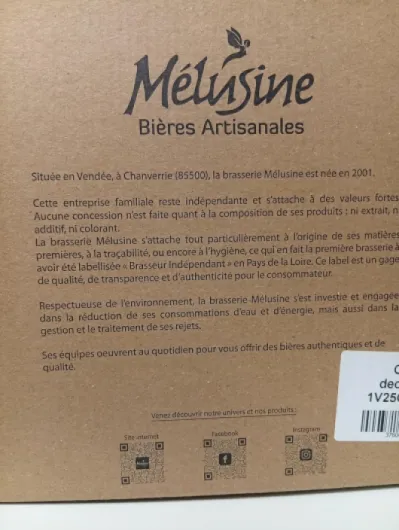 Mélusine
Bières Artisanales
Située en Vendée, à Chanverrie (85500), la brasserie Mélusine est née en 2001.
Cette entreprise familiale reste indépendante et s'attache à des valeurs fortes
Aucune concession n'est faite quant à la composition de ses produits : ni extrait, n
additif, ni colorant.
La brasserie Mélusine s'attache tout particulièrement à l'origine de ses matières
premières, à la traçabilité, ou encore à l'hygiène, ce qui en fait la première brasserie à
avoir été labellisée « Brasseur Indépendant » en Pays de la Loire. Ce label est un gage
de qualité, de transparence et d'authenticité pour le consommateur.
Respectueuse de l'environnement, la brasserie Mélusine s'est investie et engagée
dans la réduction de ses consommations d'eau et d'énergie, mais aussi dans la
gestion et le traitement de ses rejets.
Ses équipes oeuvrent au quotidien pour vous offrir des bières authentiques et de
qualité.
dec
1V250
Venez découvrir notre univers et nos produits :
Site internet
Facebook
Instagram